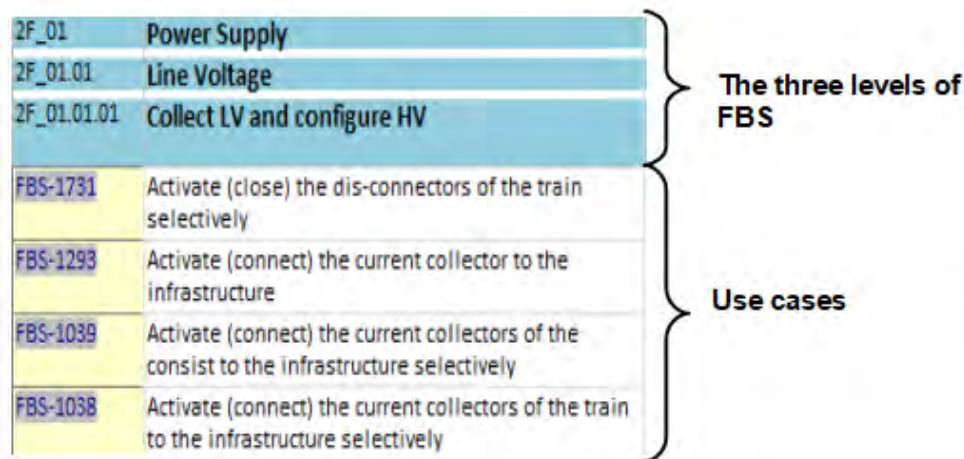 2F_01 Power Supply
2F_01.01 Line Voltage
2F_01.01.01 Collect LV and configure HV
The three levels of
FBS
FBS-1731 Activate (close) the dis-connectors of the train
selectively
FBS-1293 Activate (connect) the current collector to the
infrastructure
FBS-1039 Activate (connect) the current collectors of the
consist to the infrastructure selectively
FBS-1038 Activate (connect) the current collectors of the train
to the infrastructure selectively
Use cases